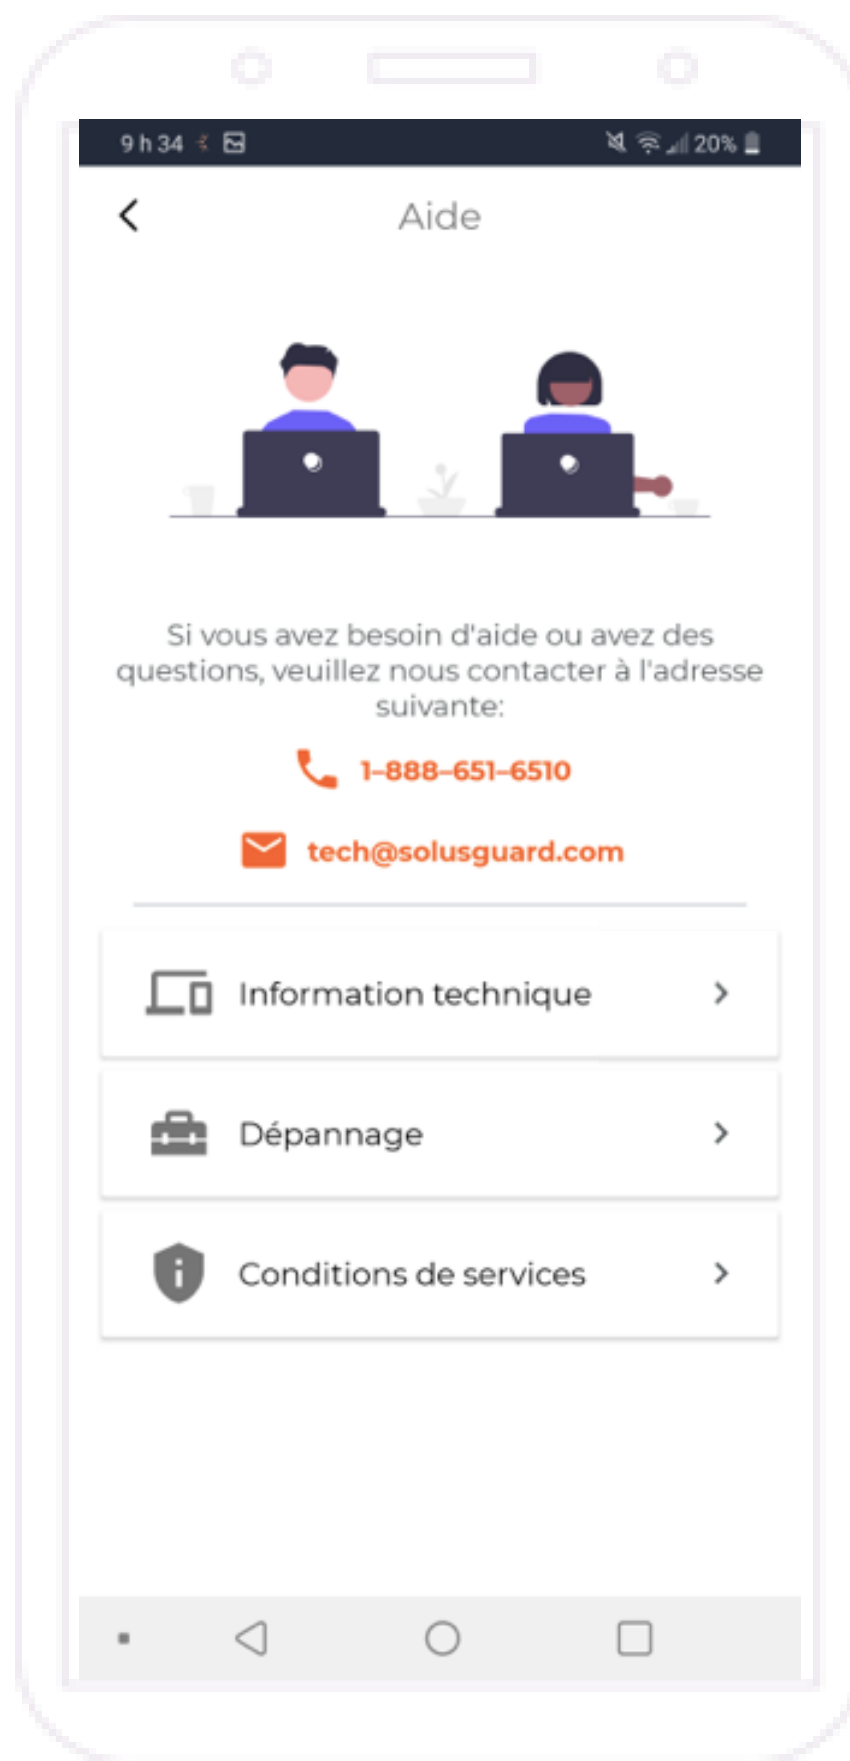 9 h 34
20%
Aide
Si vous avez besoin d'aide ou avez des
questions, veuillez nous contacter à l'adresse
suivante:
1-888-651-6510
tech@solusguard.com
Information technique
Dépannage
Conditions de services